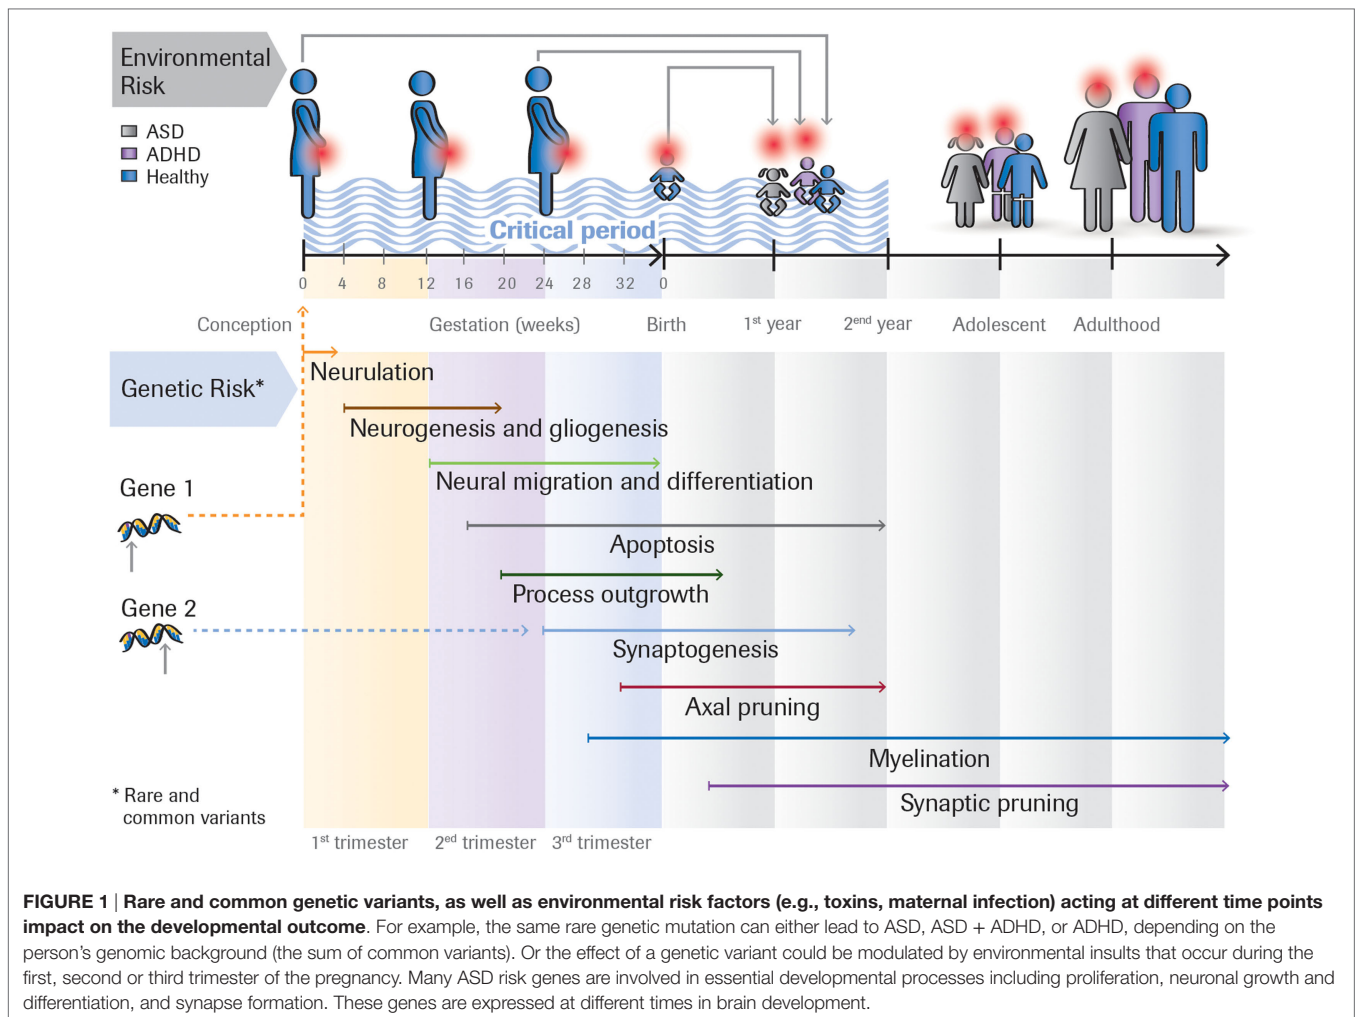 Environmental
Risk
ASD
ADHD
Healthy
Critical period
0 4 8 12 16 20 24 28 32 0
Conception Gestation (weeks) Birth 1st year 2end year Adolescent Adulthood
Genetic Risk*
Neurulation
Neurogenesis and gliogenesis
Neural migration and differentiation
Gene 1
Apoptosis
Process outgrowth
Gene 2
Synaptogenesis
Axal pruning
Myelination
Synaptic pruning
* Rare and
common variants
1st trimester 2ed trimester 3rd trimester
FIGURE 1 | Rare and common genetic variants, as well as environmental risk factors (e.g., toxins, maternal infection) acting at different time points
impact on the developmental outcome. For example, the same rare genetic mutation can either lead to ASD, ASD + ADHD, or ADHD, depending on the
person's genomic background (the sum of common variants). Or the effect of a genetic variant could be modulated by environmental insults that occur during the
first, second or third trimester of the pregnancy. Many ASD risk genes are involved in essential developmental processes including proliferation, neuronal growth and
differentiation, and synapse formation. These genes are expressed at different times in brain development.